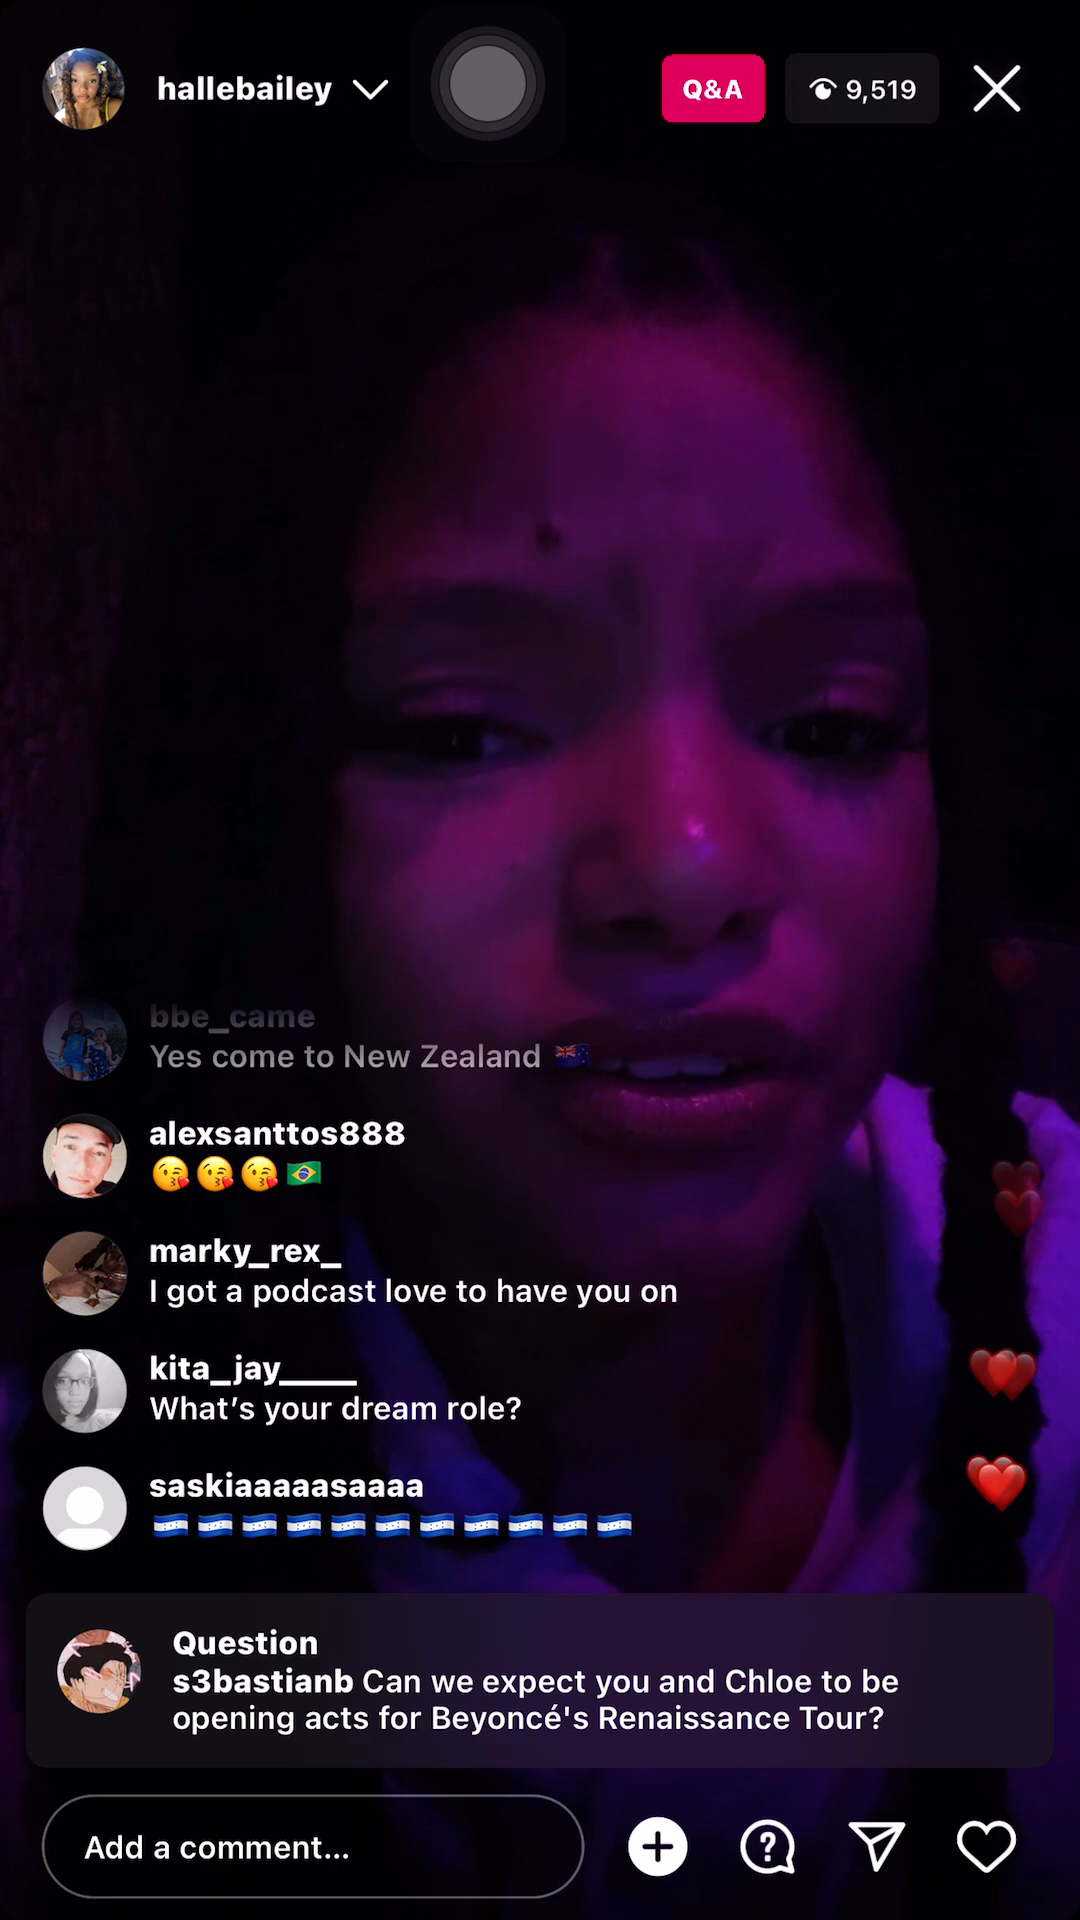 hallebailey
Q&A
9,519
bbe_came
Yes come to New Zealand 🇳🇿
alexsanttos888
😘😘😘🇧🇷
marky_rex_
I got a podcast love to have you on
kita_jay____
What’s your dream role?
saskiaaaaasaaaa
🇭🇳🇭🇳🇭🇳🇭🇳🇭🇳🇭🇳🇭🇳🇭🇳🇭🇳🇭🇳🇭🇳
Question
s3bastianb Can we expect you and Chloe to be
opening acts for Beyoncé's Renaissance Tour?
Add a comment...